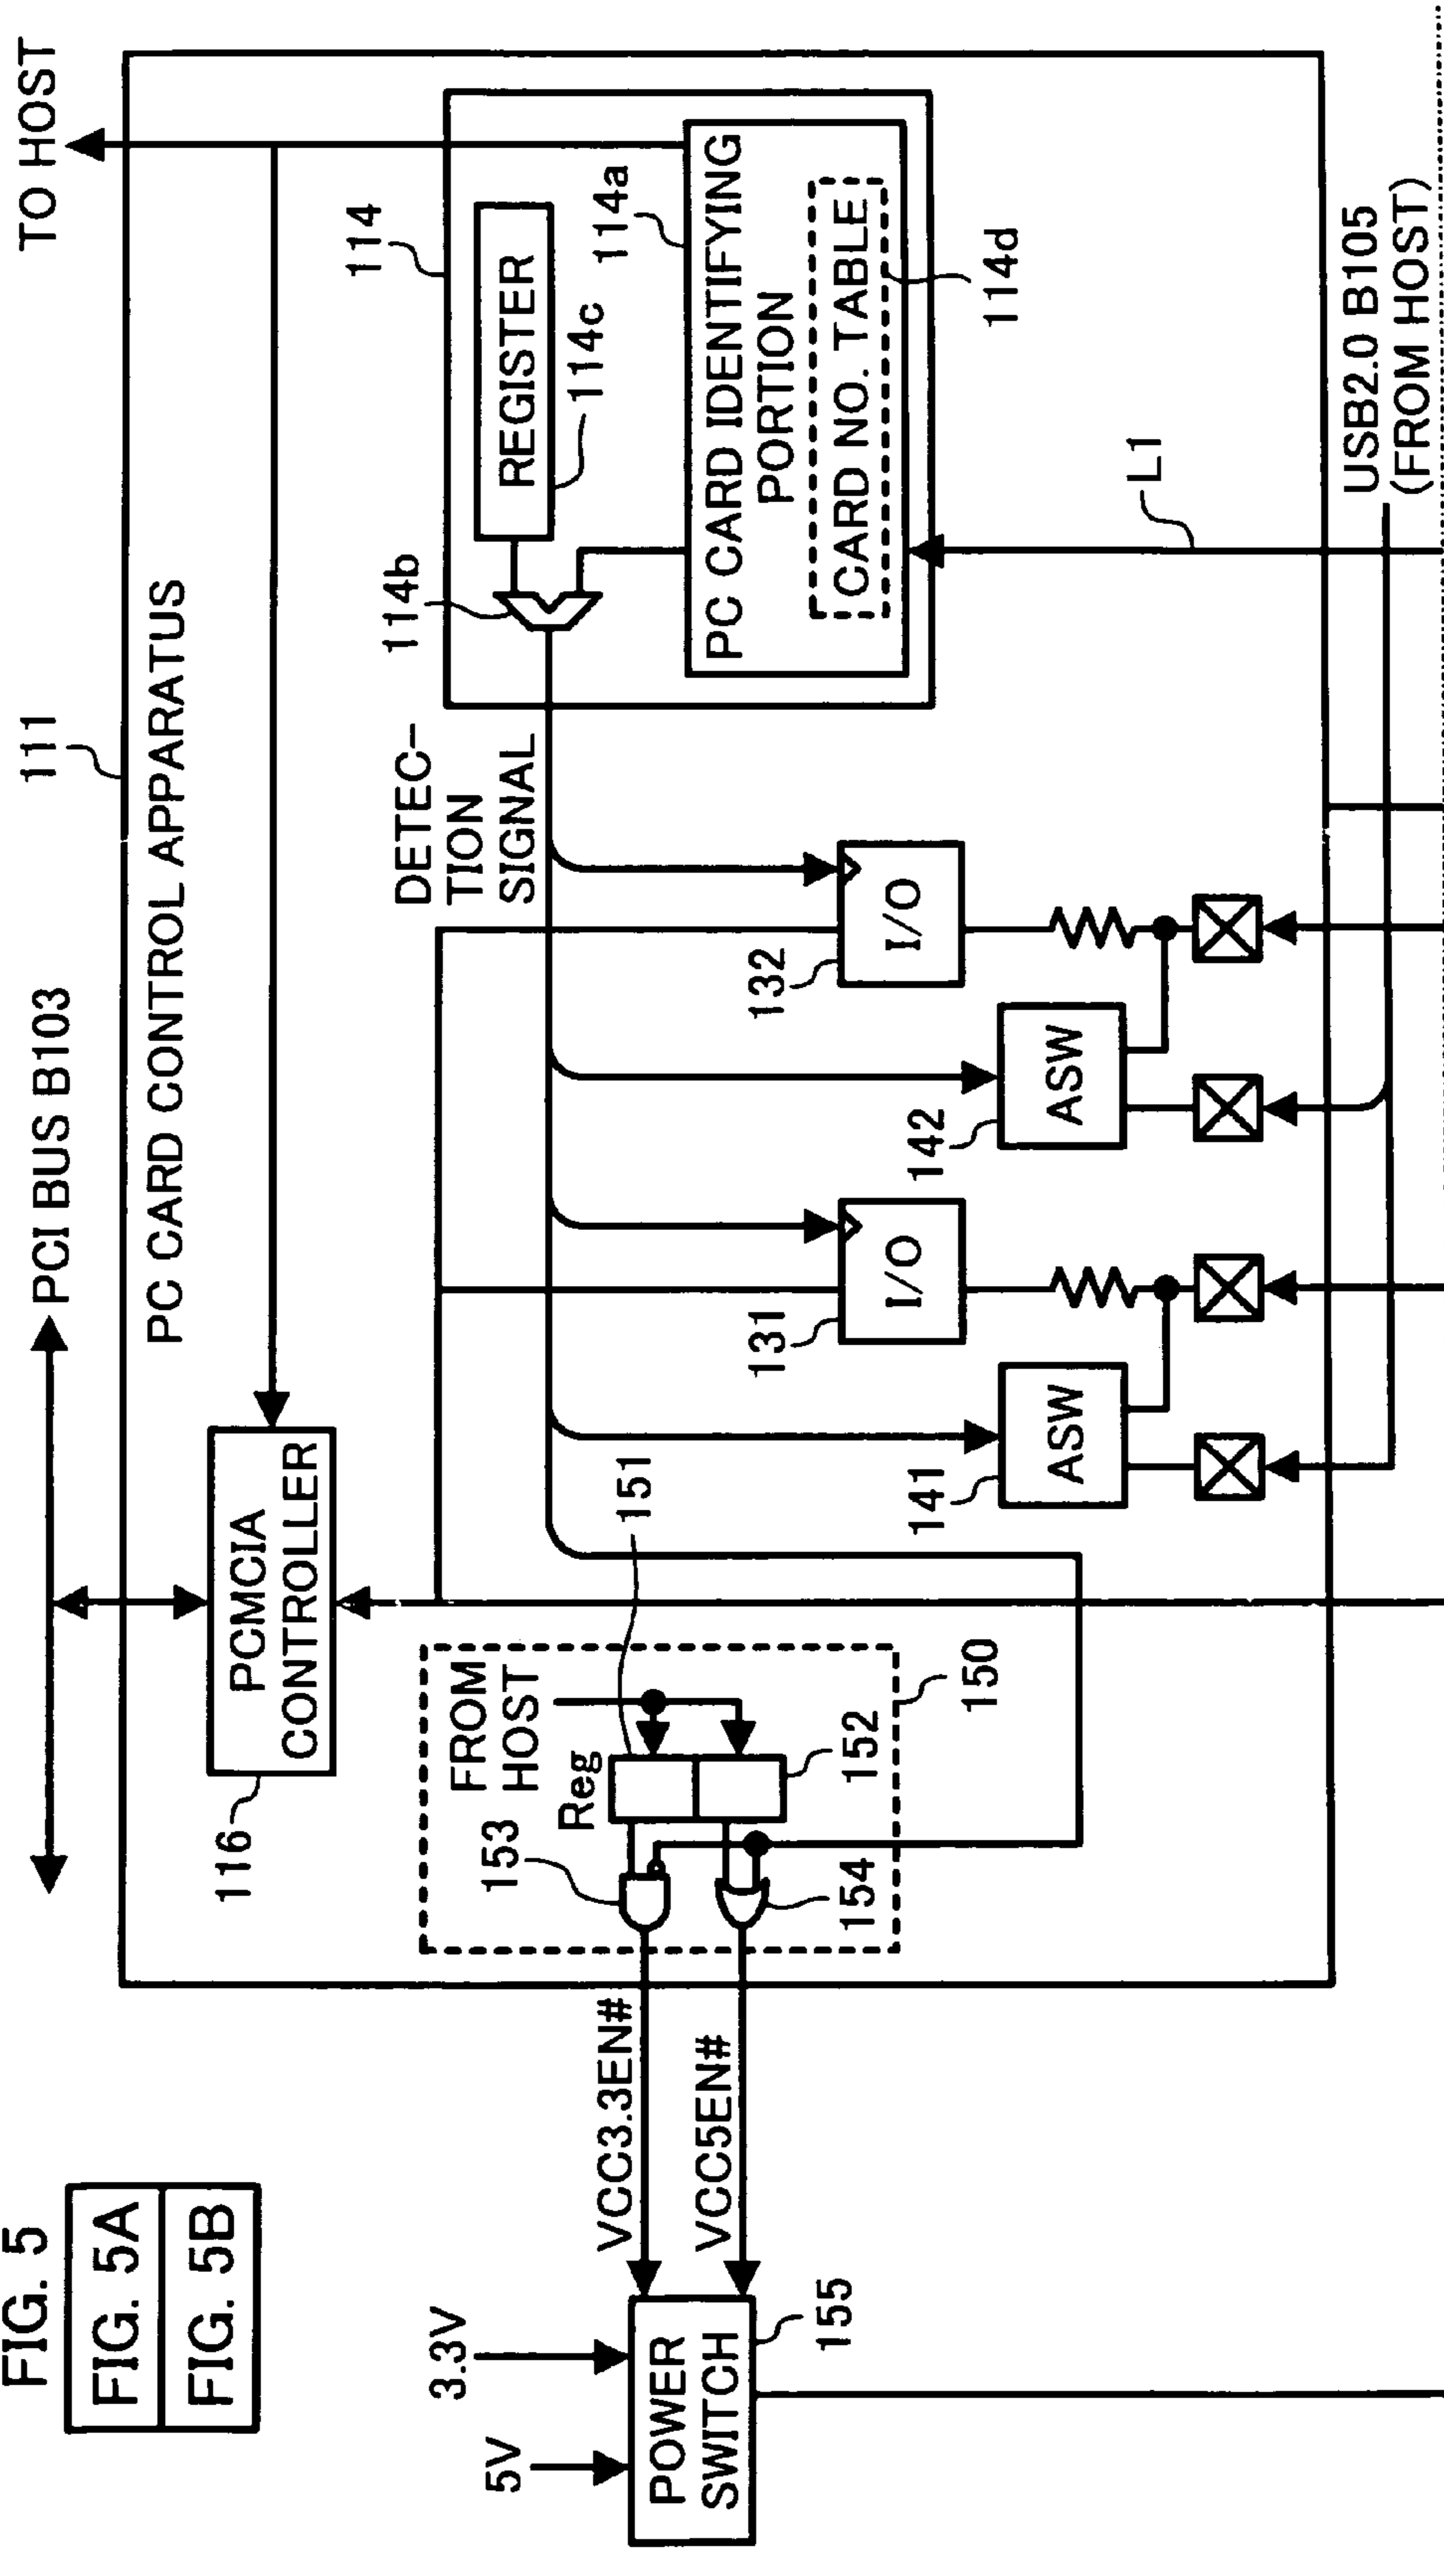 FIG. 5
FIG. 5A
FIG. 5B
PCI BUS B103
111
TO HOST
PC CARD CONTROL APPARATUS
116
PCMCIA
CONTROLLER
114
REGISTER
114c
114b
114a
PC CARD IDENTIFYING
PORTION
CARD NO. TABLE
114d
DETEC-
TION
SIGNAL
FROM
HOST
151
Reg
153
152
154
150
VCC3.3EN#
VCC5EN#
5V
3.3V
POWER
SWITCH
155
131
I/O
132
I/O
141
ASW
142
ASW
L1
USB2.0 B105
(FROM HOST)